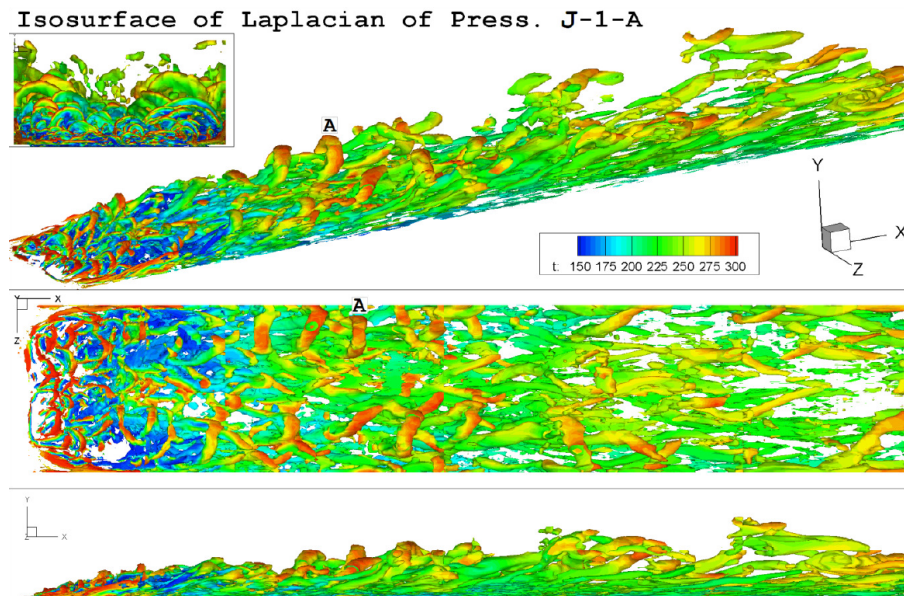 Isosurface of Laplacian of Press. J-1-A
A
Y
X
Z
t: 150 175 200 225 250 275 300
Y X
Z
A
Y
Z X